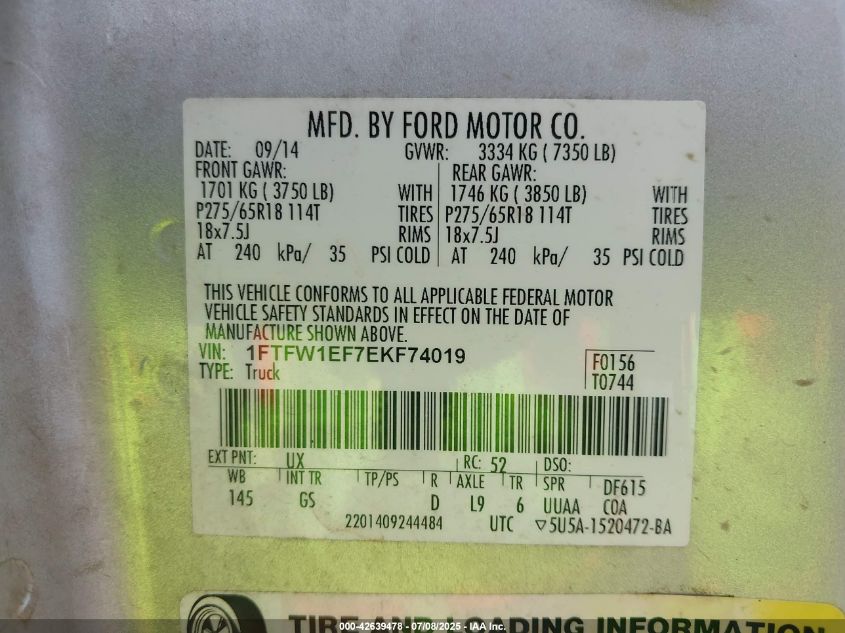 MFD. BY FORD MOTOR CO.
DATE: 09/14 GVWR: 3334 KG ( 7350 LB)
FRONT GAWR: REAR GAWR:
1701 KG ( 3750 LB) WITH 1746 KG ( 3850 LB) WITH
P275/65R18 114T TIRES P275/65R18 114T TIRES
18x7.5J RIMS 18x7.5J RIMS
AT 240 kPa/ 35 PSI COLD AT 240 kPa/ 35 PSI COLD
THIS VEHICLE CONFORMS TO ALL APPLICABLE FEDERAL MOTOR
VEHICLE SAFETY STANDARDS IN EFFECT ON THE DATE OF
MANUFACTURE SHOWN ABOVE.
VIN: 1FTFW1EF7EKF74019
TYPE: Truck
F0156
T0744
EXT PNT: UX RC: 52 DSO:
WB INT TR TP/PS R AXLE TR SPR DF615
145 GS D L9 6 UUAA COA
2201409244484 UTC ▽5U5A-1520472-BA
TIRE AND LOADING INFORMATION
000-42639478 - 07/08/2025 - IAA Inc.